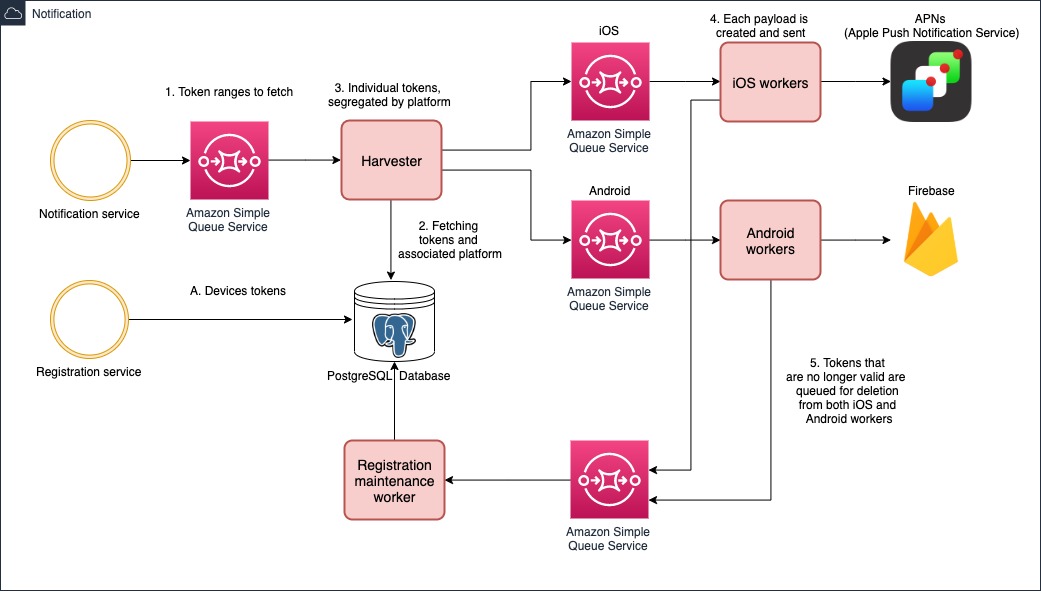 Notification
1. Token ranges to fetch
3. Individual tokens,
segregated by platform
iOS
4. Each payload is
created and sent
APNs
(Apple Push Notification Service)
iOS workers
Amazon Simple
Queue Service
Harvester
Notification service
Amazon Simple
Queue Service
2. Fetching
tokens and
associated platform
Android
Android
workers
Firebase
Amazon Simple
Queue Service
A. Devices tokens
Registration service
PostgreSQL Database
5. Tokens that
are no longer valid are
queued for deletion
from both iOS and
Android workers
Registration
maintenance
worker
Amazon Simple
Queue Service